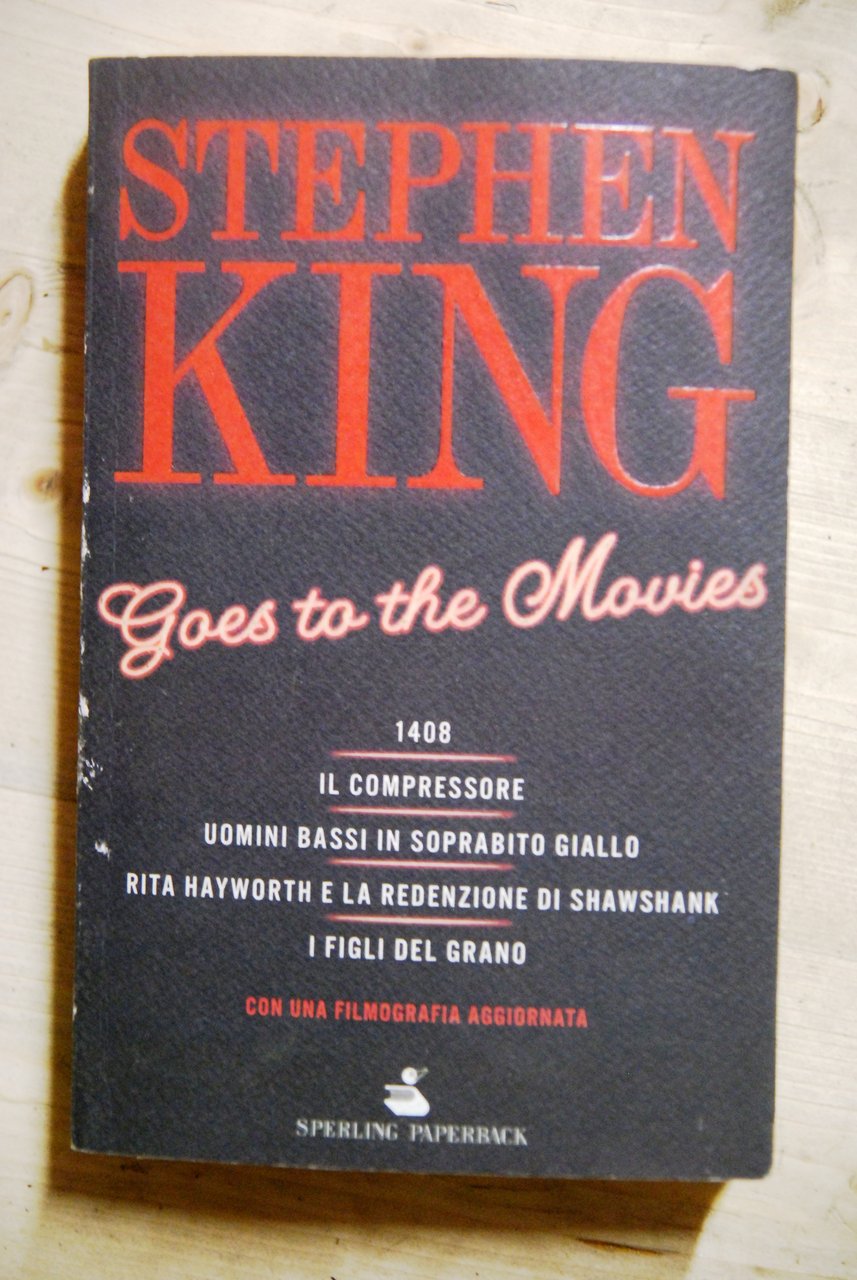 STEPHEN
KING
Goes to the Movies
1408
IL COMPRESSORE
UOMINI BASSI IN SOPRABITO GIALLO
RITA HAYWORTH E LA REDENZIONE DI SHAWSHANK
I FIGLI DEL GRANO
CON UNA FILMOGRAFIA AGGIORNATA
SPERLING PAPERBACK